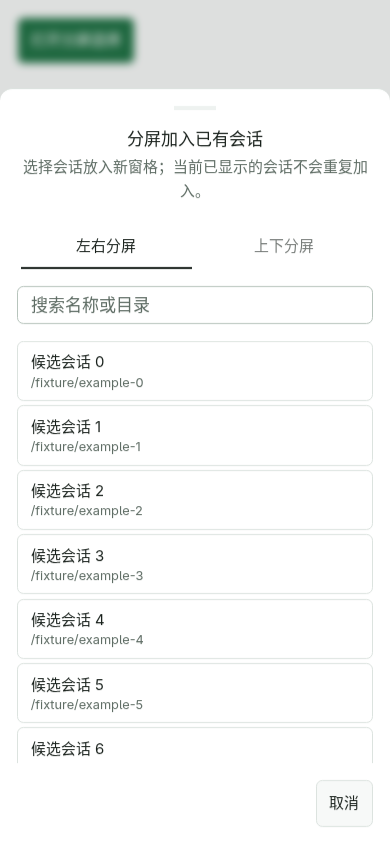 分屏加入已有会话
选择会话放入新窗格；当前已显示的会话不会重复加
入。
左右分屏
上下分屏
搜索名称或目录
候选会话 0
/fixture/example-0
候选会话 1
/fixture/example-1
候选会话 2
/fixture/example-2
候选会话 3
/fixture/example-3
候选会话 4
/fixture/example-4
候选会话 5
/fixture/example-5
候选会话 6
取消